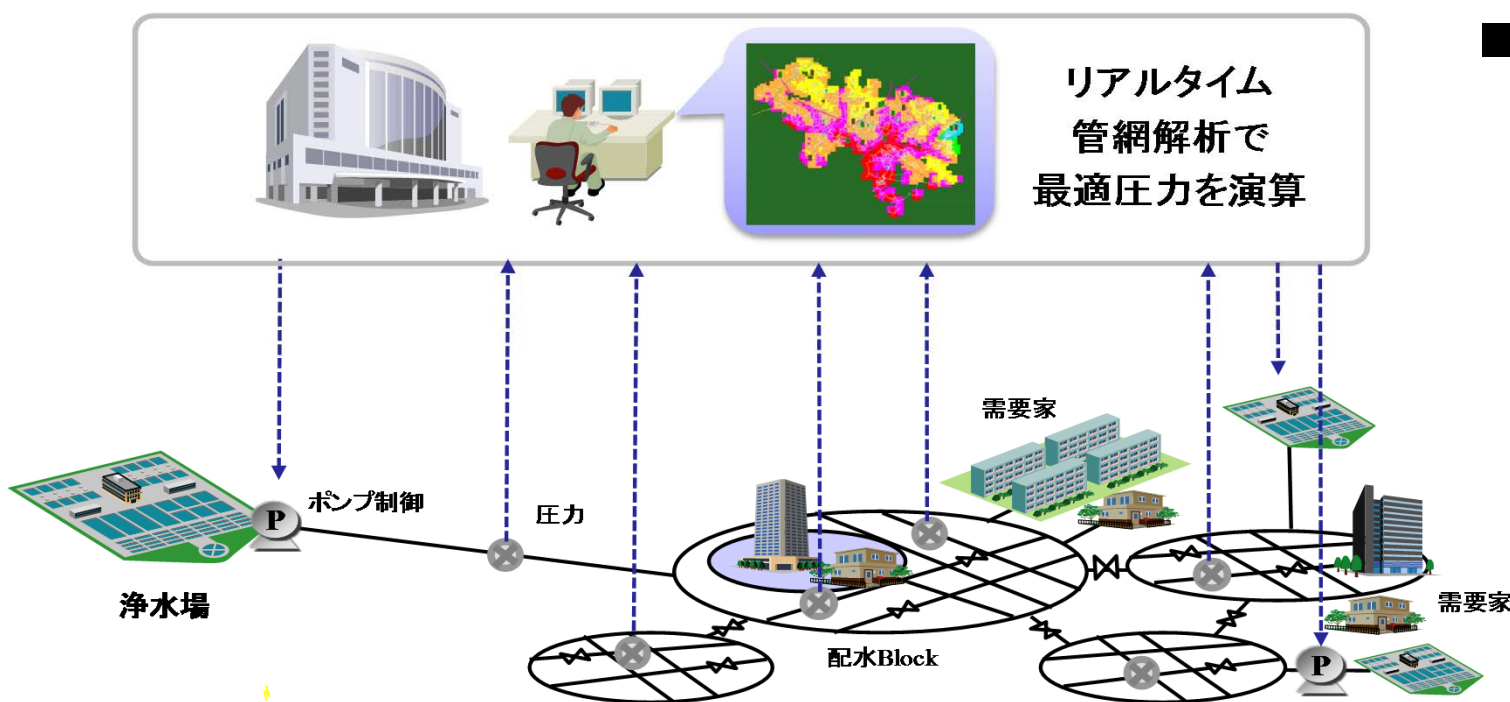 リアルタイム
管網解析で
最適圧力を演算
需要家
P
ポンプ制御
圧力
浄水場
需要家
配水Block
P